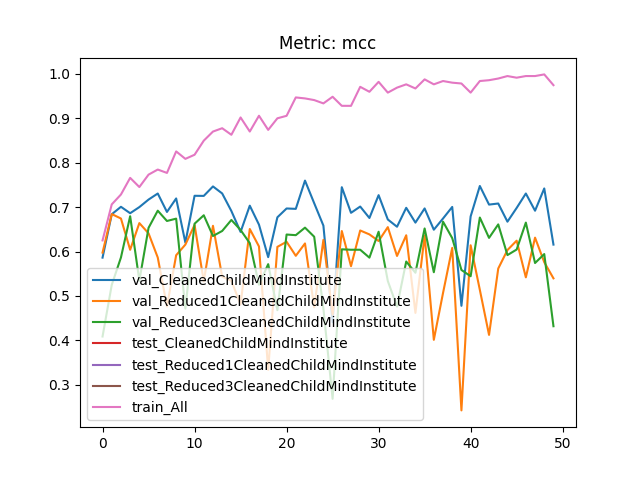 Metric: mcc
1.0
0.9
0.8
0.7
0.6
0.5
0.4
0.3
val_CleanedChildMindInstitute
val_Reduced1CleanedChildMindInstitute
val_Reduced3CleanedChildMindInstitute
test_CleanedChildMindInstitute
test_Reduced1CleanedChildMindInstitute
test_Reduced3CleanedChildMindInstitute
train_All
0 10 20 30 40 50